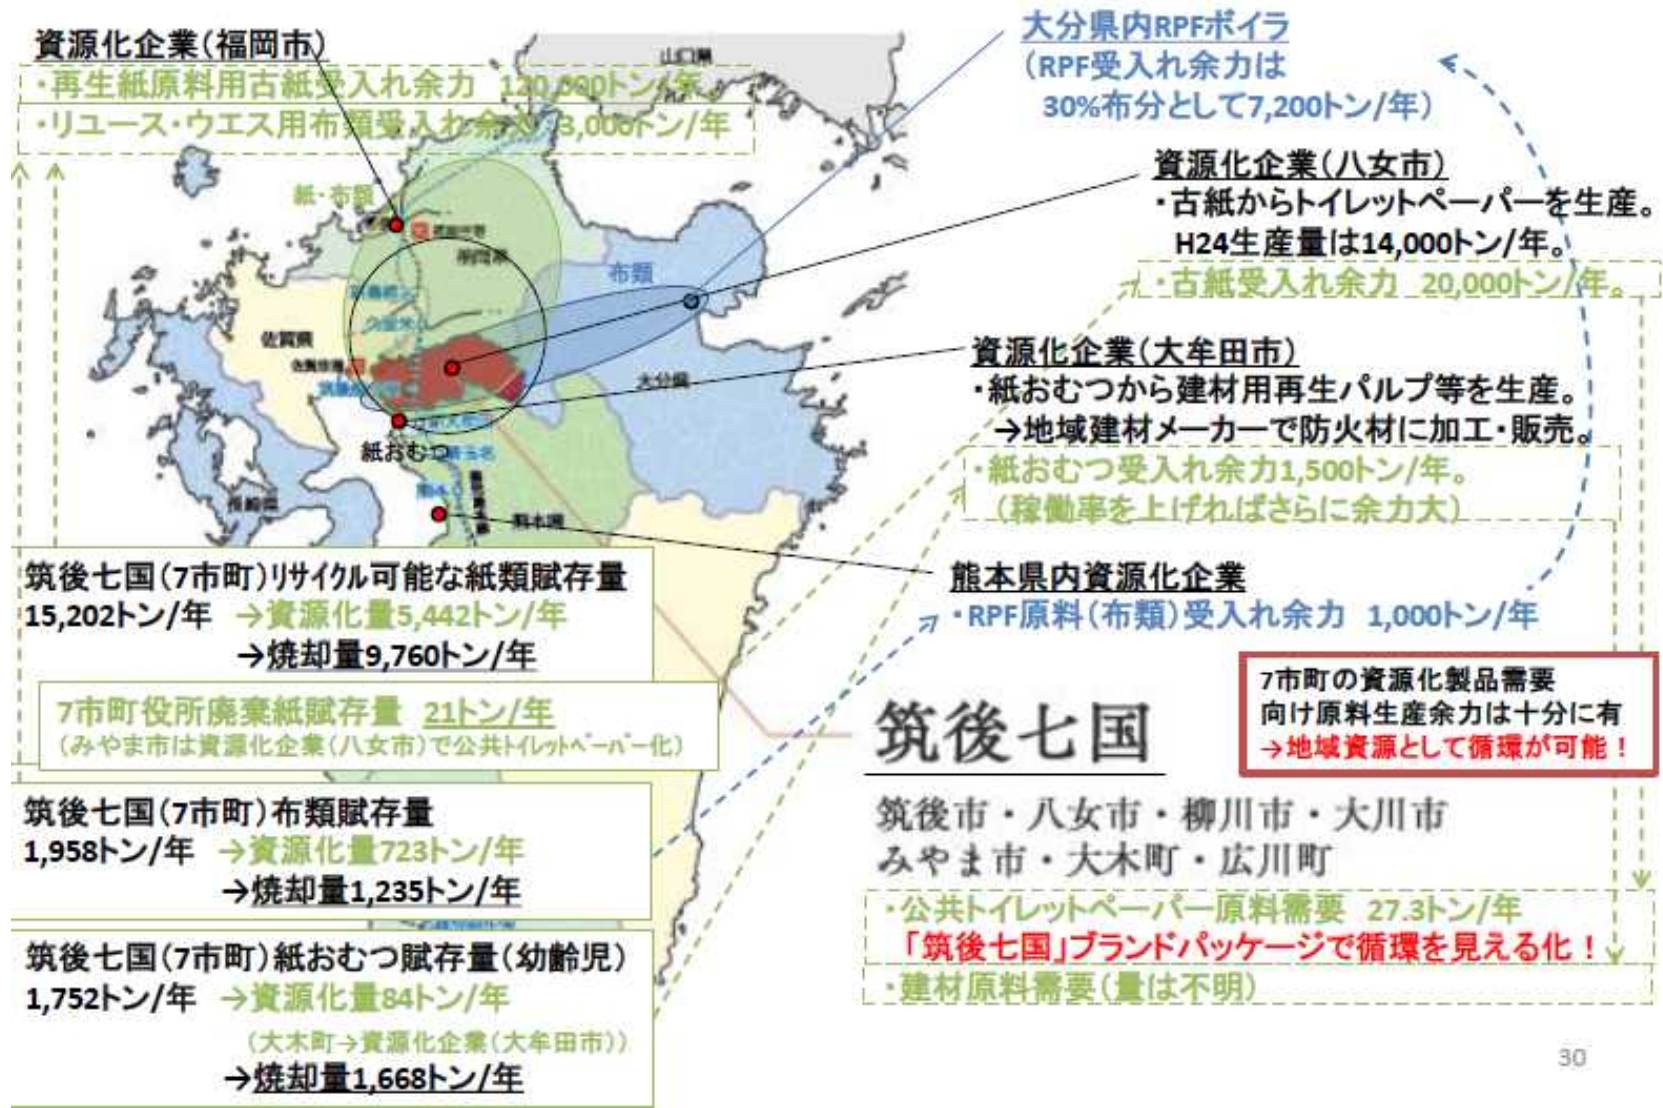 資源化企業(福岡市)
・再生紙原料用古紙受入れ余力 120,000トン/年。
・リユース・ウエス用布類受入れ余力 3,000トン/年
大分県内RPFボイラ
(RPF受入れ余力は
30%布分として7,200トン/年)
山口県
資源化企業(八女市)
・古紙からトイレットペーパーを生産。
H24生産量は14,000トン/年。
・古紙受入れ余力 20,000トン/年。
紙・布類
福岡県
布類
久留米
佐賀県
大分県
資源化企業(大牟田市)
・紙おむつから建材用再生パルプ等を生産。
→地域建材メーカーで防火材に加工・販売。
・紙おむつ受入れ余力1,500トン/年。
(稼働率を上げればさらに余力大)
紙おむつ
長崎県
熊本県
熊本県内資源化企業
・RPF原料(布類)受入れ余力 1,000トン/年
筑後七国(7市町)リサイクル可能な紙類賦存量
15,202トン/年 →資源化量5,442トン/年
→焼却量9,760トン/年
7市町役所廃棄紙賦存量 21トン/年
(みやま市は資源化企業(八女市)で公共トイレットペーパー化)
筑後七国(7市町)布類賦存量
1,958トン/年 →資源化量723トン/年
→焼却量1,235トン/年
筑後七国(7市町)紙おむつ賦存量(幼齢児)
1,752トン/年 →資源化量84トン/年
(大木町→資源化企業(大牟田市))
→焼却量1,668トン/年
7市町の資源化製品需要
向け原料生産余力は十分に有
→地域資源として循環が可能!
筑後七国
筑後市・八女市・柳川市・大川市
みやま市・大木町・広川町
・公共トイレットペーパー原料需要 27.3トン/年
「筑後七国」ブランドパッケージで循環を見える化!
・建材原料需要(量は不明)
30